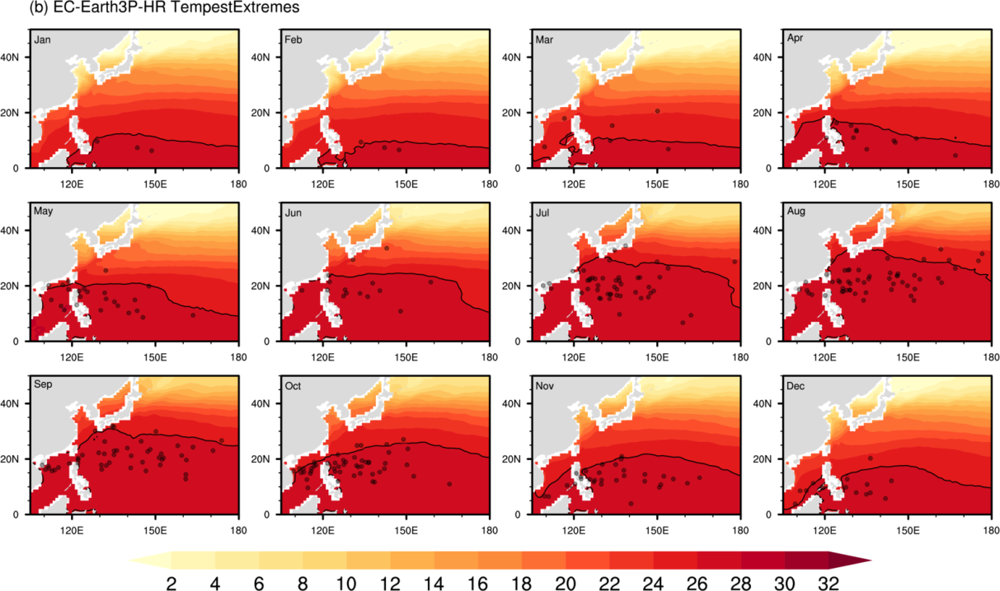 (b) EC-Earth3P-HR TempestExtremes
Jan Feb Mar Apr
40N 40N 40N 40N
20N 20N 20N 20N
0 0 0 0
120E 150E 180 120E 150E 180 120E 150E 180 120E 150E 180
May Jun Jul Aug
40N 40N 40N 40N
20N 20N 20N 20N
0 0 0 0
120E 150E 180 120E 150E 180 120E 150E 180 120E 150E 180
Sep Oct Nov Dec
40N 40N 40N 40N
20N 20N 20N 20N
0 0 0 0
120E 150E 180 120E 150E 180 120E 150E 180 120E 150E 180
2 4 6 8 10 12 14 16 18 20 22 24 26 28 30 32